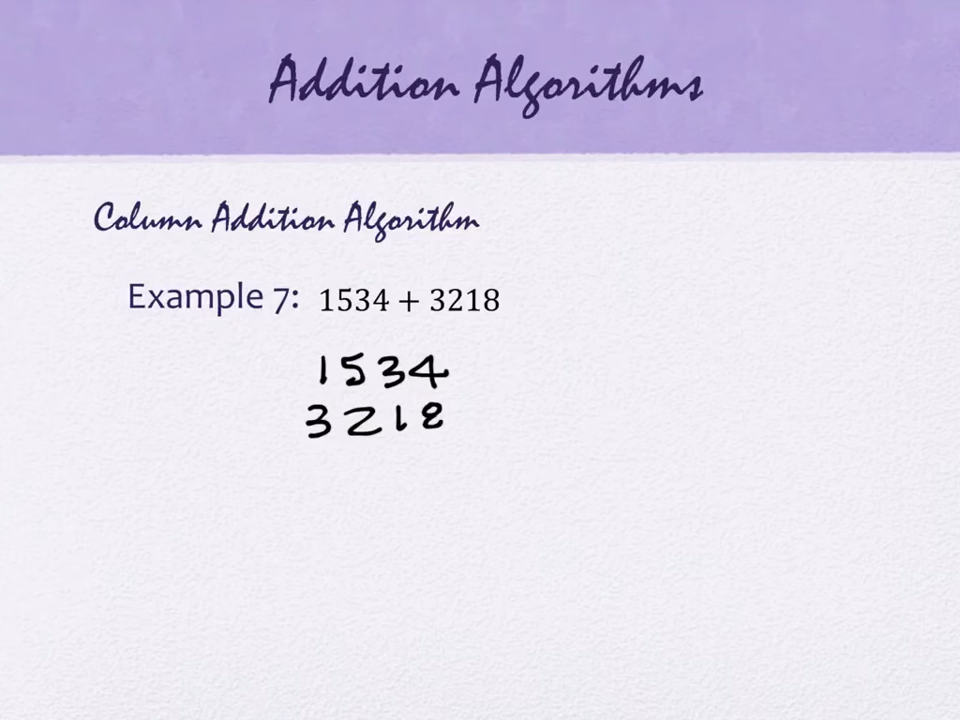 Addition Algorithms
Column Addition Algorithm
Example 7: 1534 + 3218
1534
3218